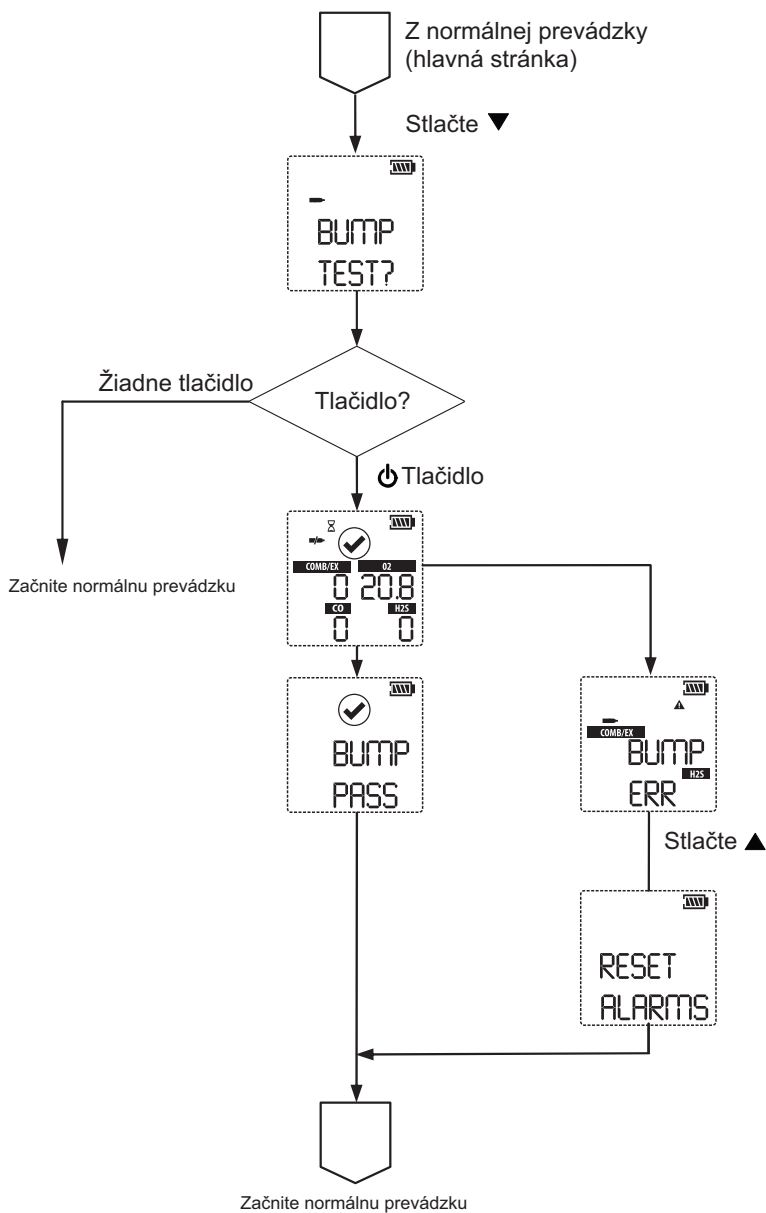 Z normálnej prevádzky
(hlavná stránka)
Stlačte ▼
BUMP
TEST?
Žiadne tlačidlo
Tlačidlo?
Tlačidlo
Začnite normálnu prevádzku
COMB/EX O2
0 20.8
CO H2S
0 0
BUMP
PASS
COMB/EX
BUMP
H2S
ERR
Stlačte ▲
RESET
ALARMS
Začnite normálnu prevádzku